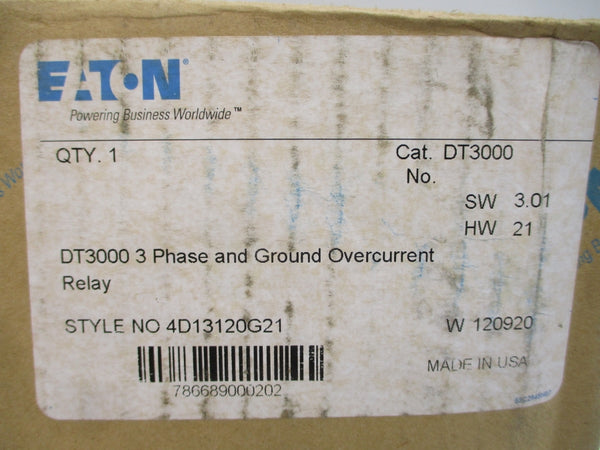 EATON
Powering Business Worldwide™
QTY. 1
Cat. DT3000
No.
SW 3.01
HW 21
DT3000 3 Phase and Ground Overcurrent
Relay
STYLE NO 4D13120G21
W 120920
786689000202
MADE IN USA